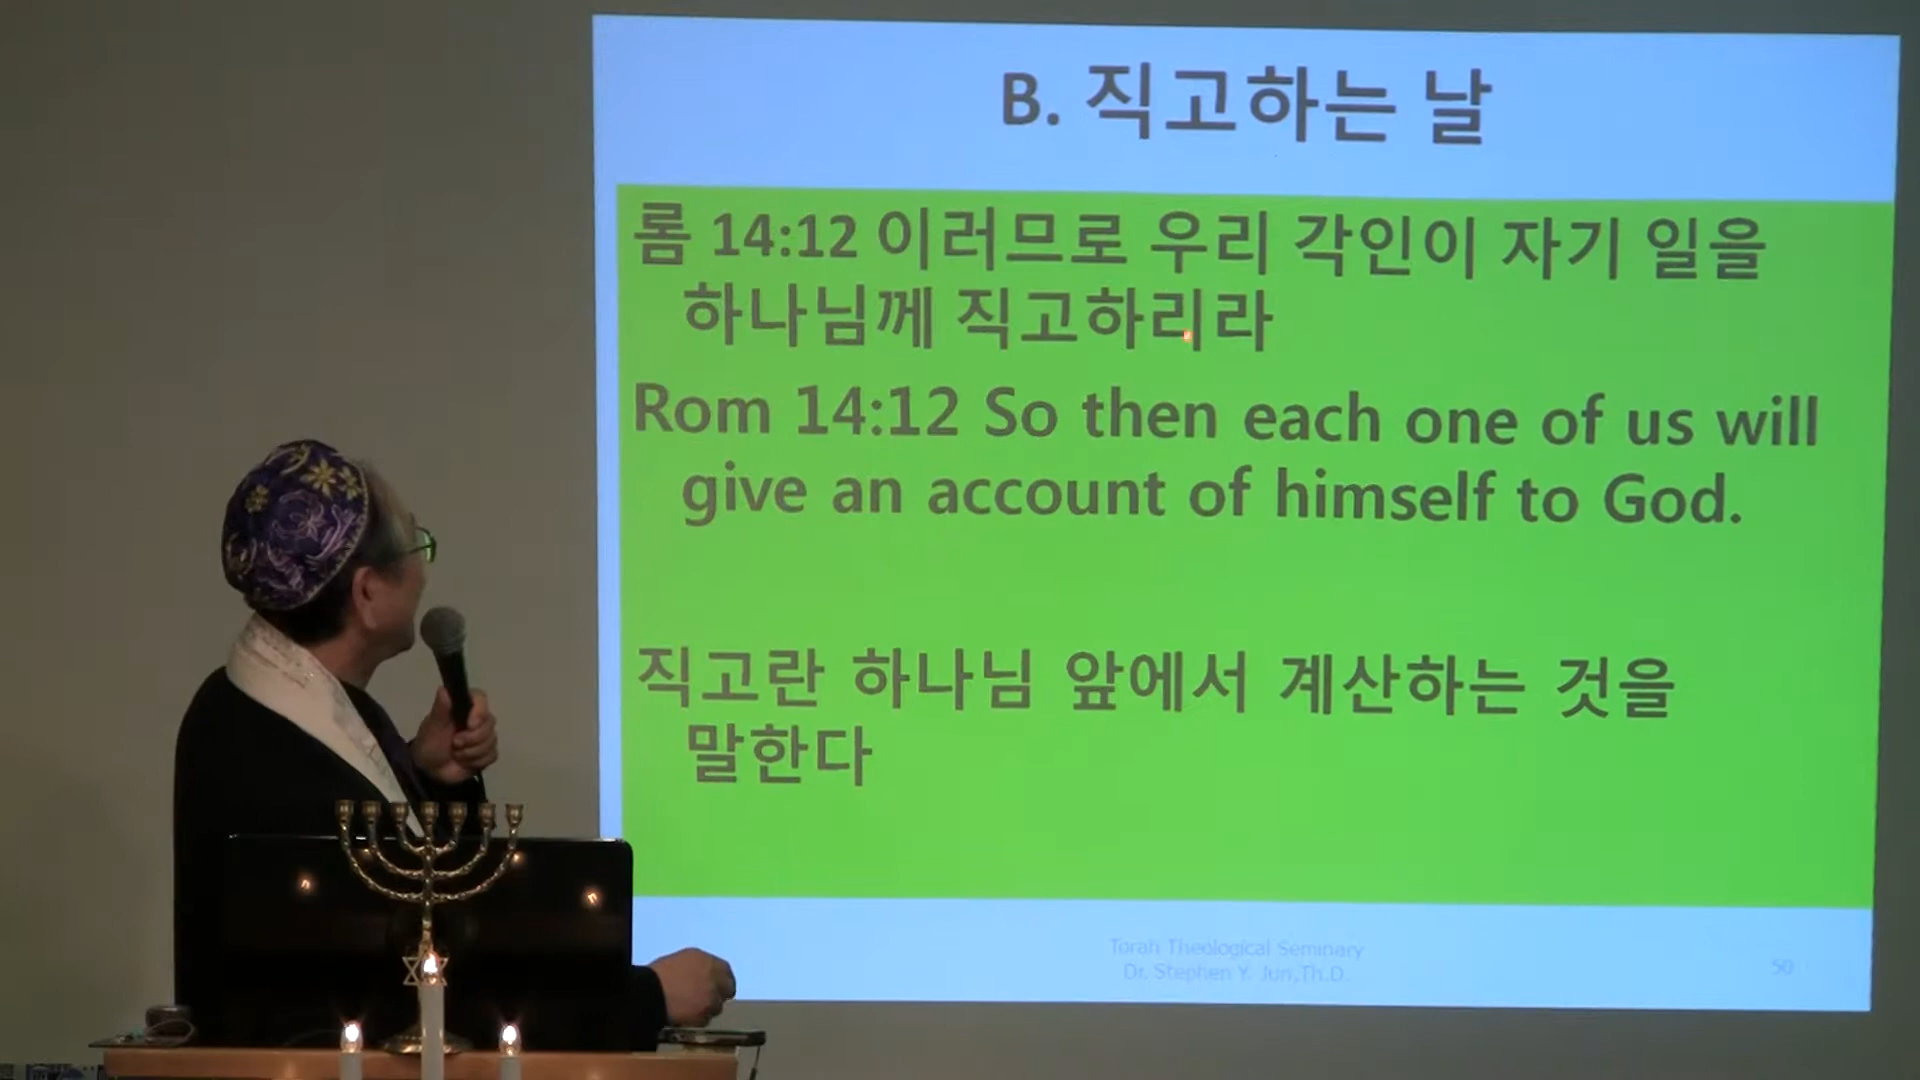 B. 직고하는 날
롬 14:12 이러므로 우리 각인이 자기 일을
하나님께 직고하리라
Rom 14:12 So then each one of us will
give an account of himself to God.
직고란 하나님 앞에서 계산하는 것을
말한다
Torah Theological Seminary
Dr. Stephen Y. Jun,Th.D.
50